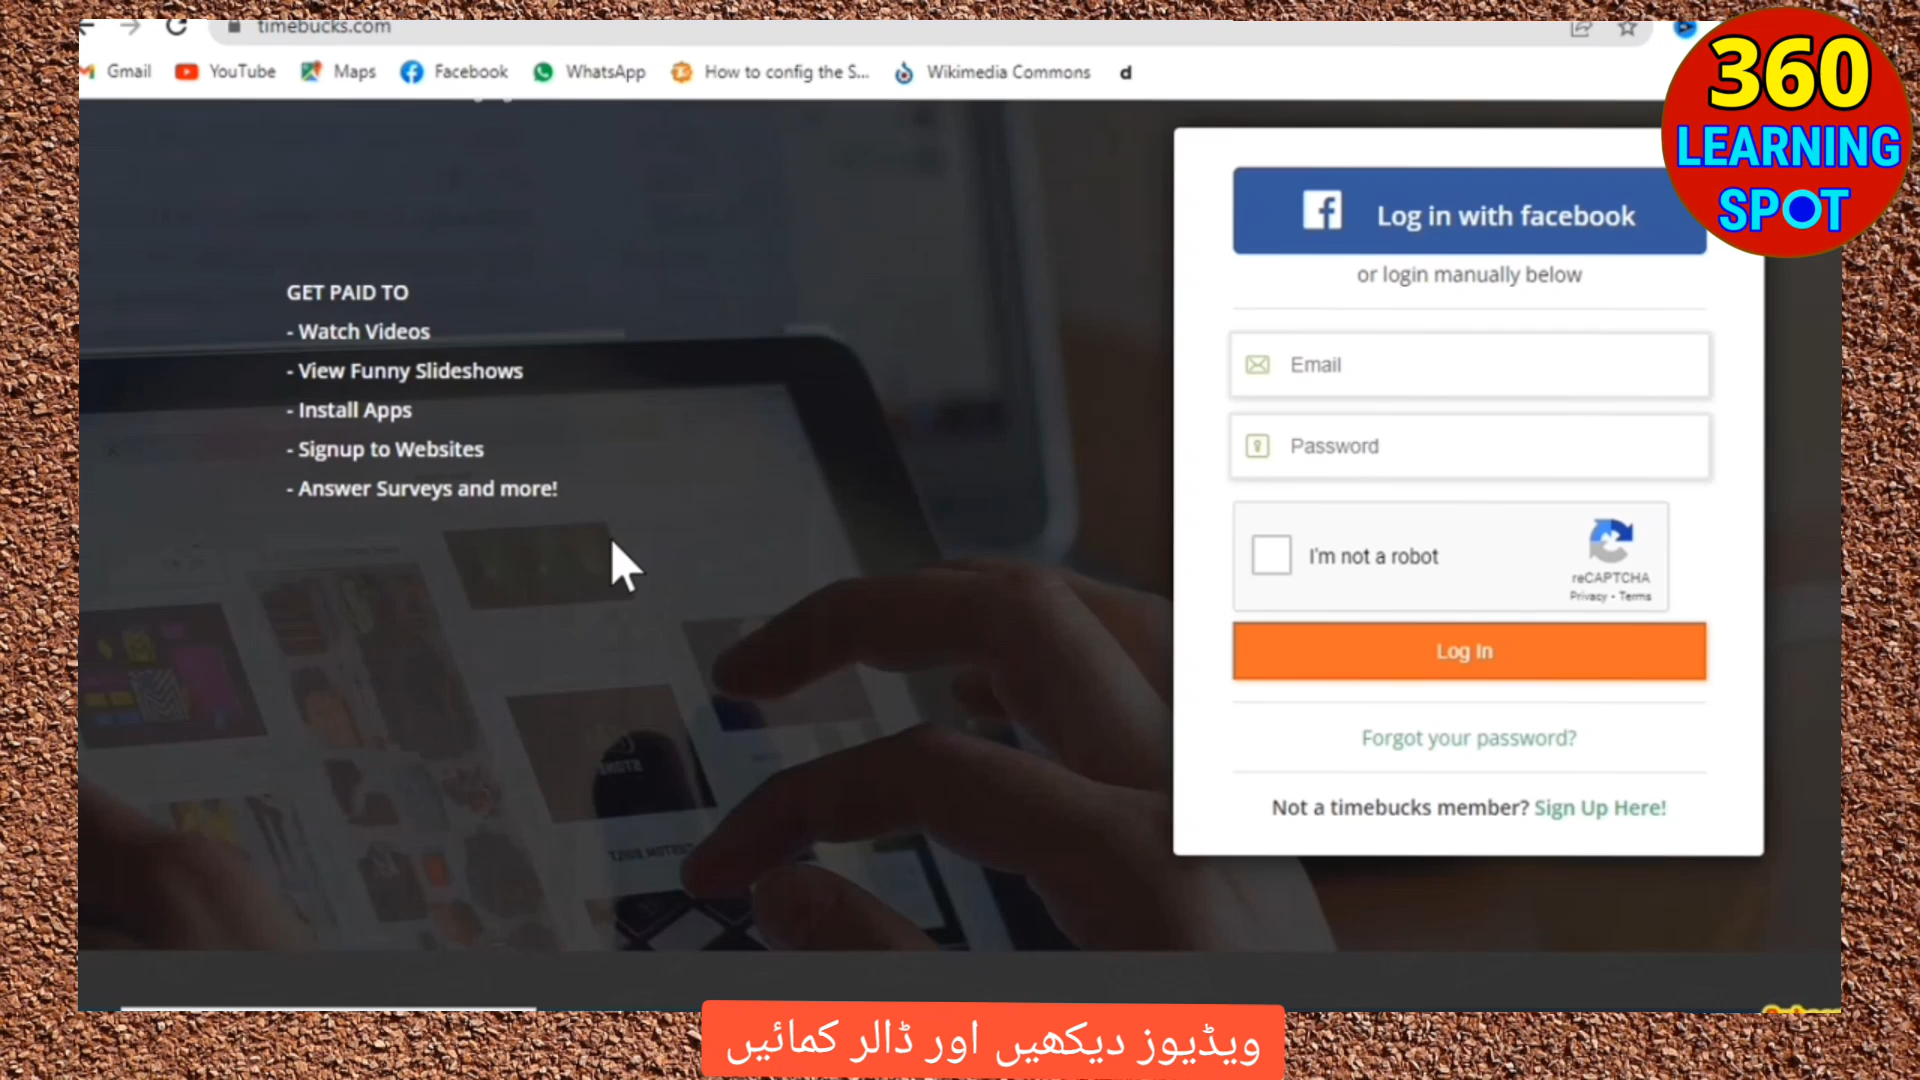 timebucks.com
Gmail YouTube Maps Facebook WhatsApp How to config the S... Wikimedia Commons d
360
LEARNING
SPOT
GET PAID TO
- Watch Videos
- View Funny Slideshows
- Install Apps
- Signup to Websites
- Answer Surveys and more!
Log in with facebook
or login manually below
Email
Password
I'm not a robot
reCAPTCHA
Privacy - Terms
Log In
Forgot your password?
Not a timebucks member? Sign Up Here!
ویڈیوز دیکھیں اور ڈالر کمائیں